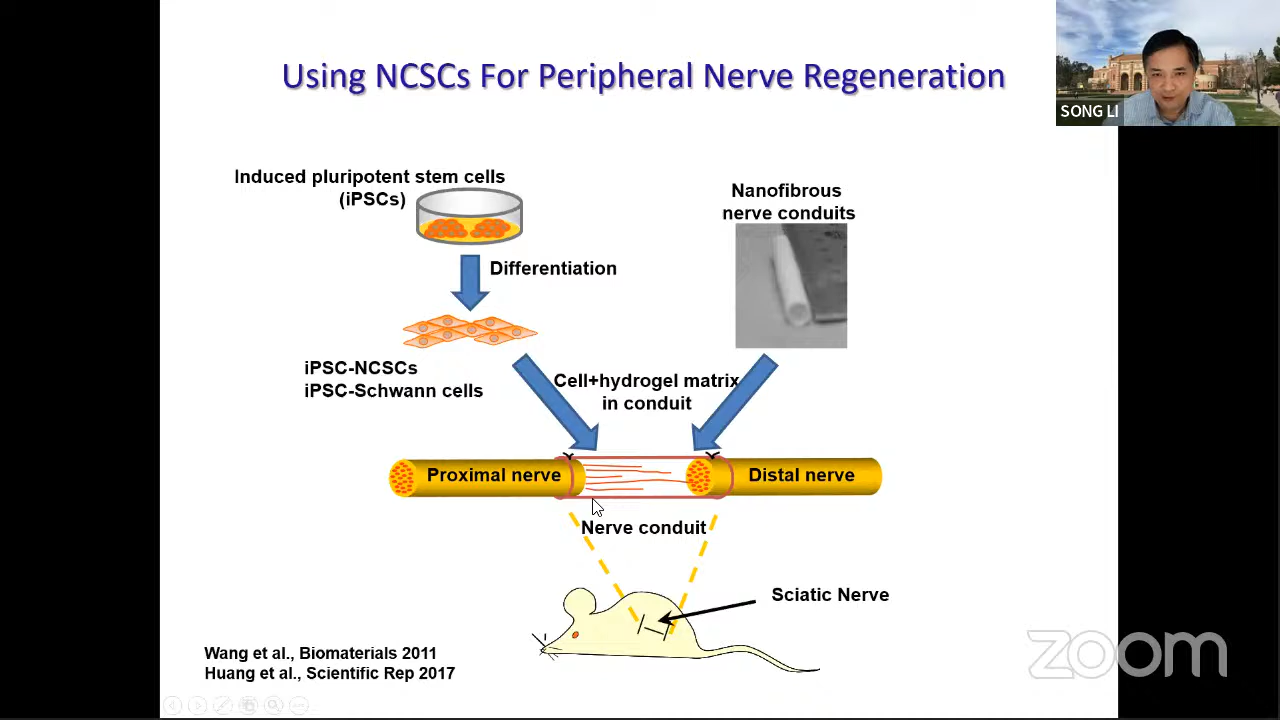 Using NCSCs For Peripheral Nerve Regeneration
SONG LI
Induced pluripotent stem cells
(iPSCs)
Nanofibrous
nerve conduits
Differentiation
iPSC-NCSCs
iPSC-Schwann cells
Cell+hydrogel matrix
in conduit
Proximal nerve
Distal nerve
Nerve conduit
Sciatic Nerve
Wang et al., Biomaterials 2011
Huang et al., Scientific Rep 2017
zoom